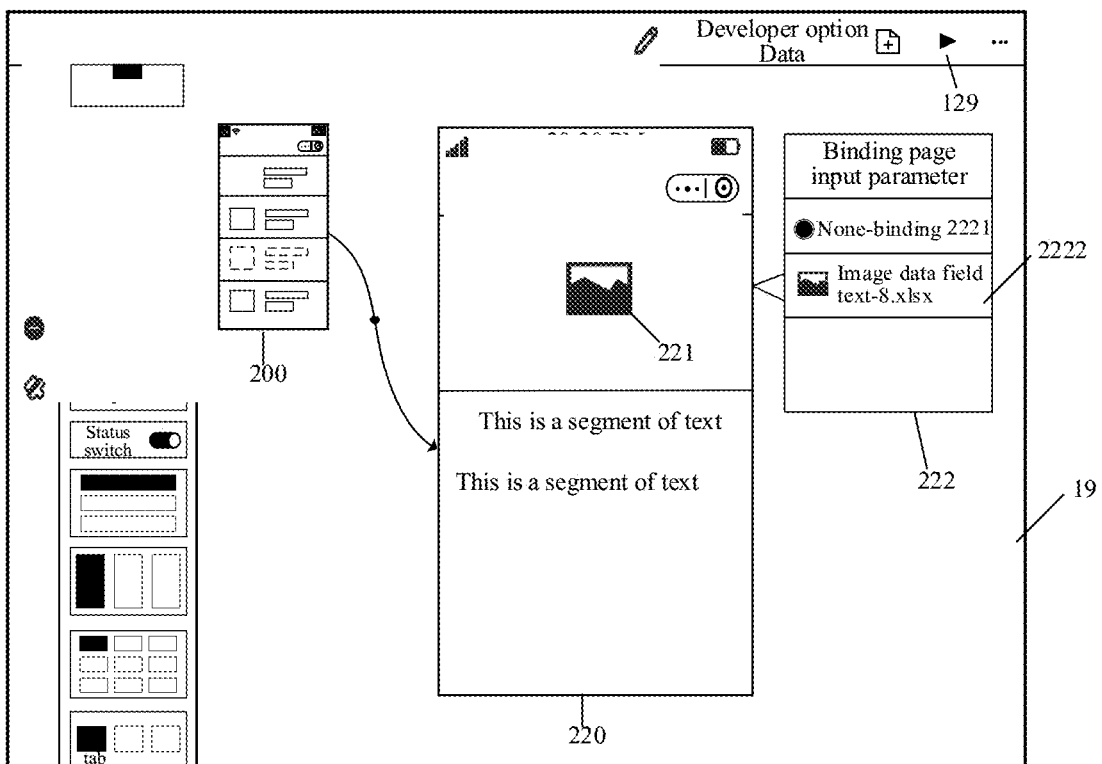 Developer option
Data
129
Binding page
input parameter
None-binding 2221
2222
Image data field
text-8.xlsx
221
200
This is a segment of text
Status
switch
This is a segment of text
222
19
220
tab